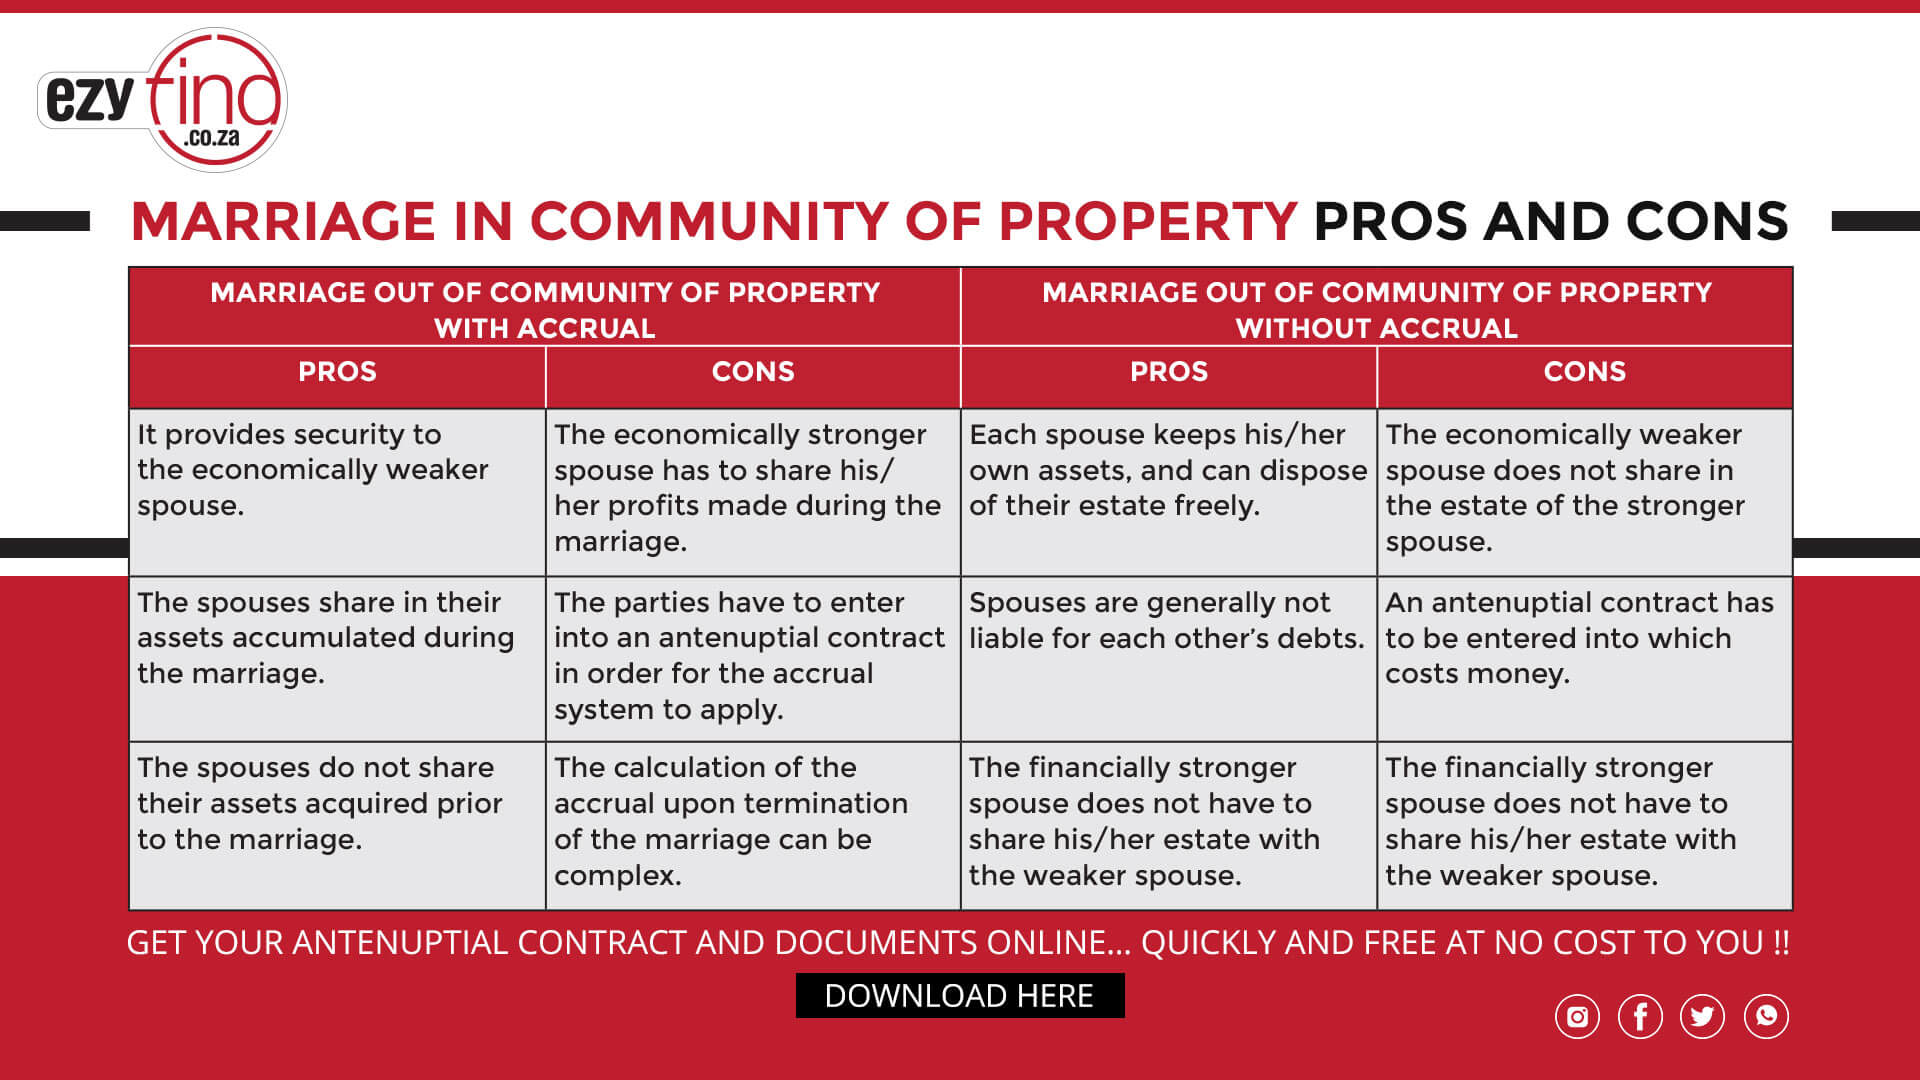 ezy find
.co.za
MARRIAGE IN COMMUNITY OF PROPERTY PROS AND CONS
MARRIAGE OUT OF COMMUNITY OF PROPERTY
WITH ACCRUAL
MARRIAGE OUT OF COMMUNITY OF PROPERTY
WITHOUT ACCRUAL
PROS
CONS
PROS
CONS
It provides security to
the economically weaker
spouse.
The economically stronger
spouse has to share his/
her profits made during the
marriage.
Each spouse keeps his/her
own assets, and can dispose
of their estate freely.
The economically weaker
spouse does not share in
the estate of the stronger
spouse.
The spouses share in their
assets accumulated during
the marriage.
The parties have to enter
into an antenuptial contract
in order for the accrual
system to apply.
Spouses are generally not
liable for each other’s debts.
An antenuptial contract has
to be entered into which
costs money.
The spouses do not share
their assets acquired prior
to the marriage.
The calculation of the
accrual upon termination
of the marriage can be
complex.
The financially stronger
spouse does not have to
share his/her estate with
the weaker spouse.
The financially stronger
spouse does not have to
share his/her estate with
the weaker spouse.
GET YOUR ANTENUPTIAL CONTRACT AND DOCUMENTS ONLINE... QUICKLY AND FREE AT NO COST TO YOU !!
DOWNLOAD HERE